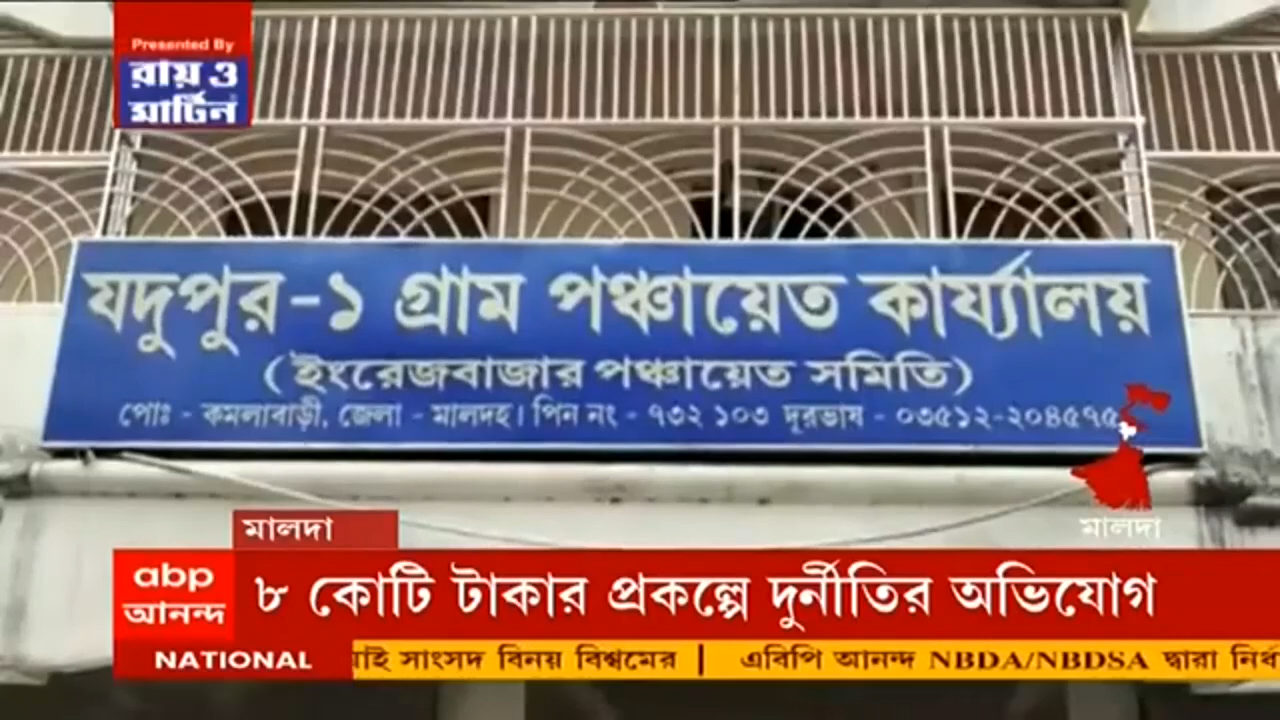 Presented By
রায় ও
মার্টিন
যদুপুর-১ গ্রাম পঞ্চায়েত কার্য্যালয়
(ইংরেজবাজার পঞ্চায়েত সমিতি)
পোঃ - কমলাবাড়ী, জেলা - মালদহ। পিন নং - ৭৩২ ১০৩ দূরভাষ - ০৩৫১২-২০৪৫৭৫
মালদা
মালদা
abp
আনন্দ
৮ কোটি টাকার প্রকল্পে দুর্নীতির অভিযোগ
NATIONAL
সাংসদ বিনয় বিশ্বমের | এবিপি আনন্দ NBDA/NBDSA দ্বারা